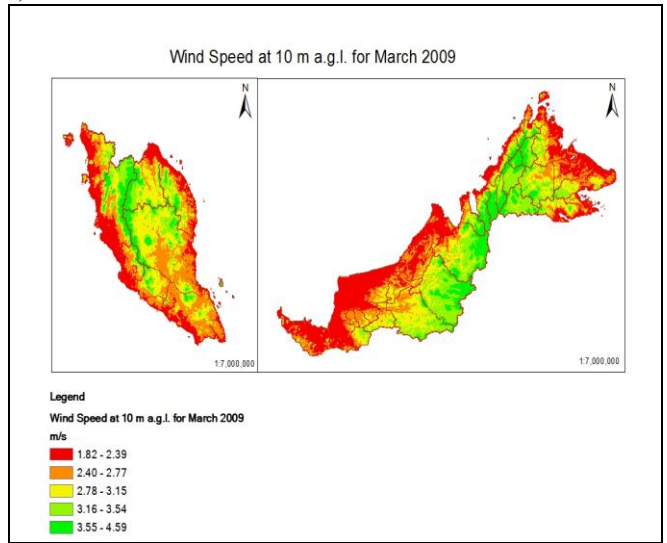 Wind Speed at 10 m a.g.l. for March 2009
N
N
1:7,000,000
1:7,000,000
Legend
Wind Speed at 10 m a.g.l. for March 2009
m/s
1.82 - 2.39
2.40 - 2.77
2.78 - 3.15
3.16 - 3.54
3.55 - 4.59